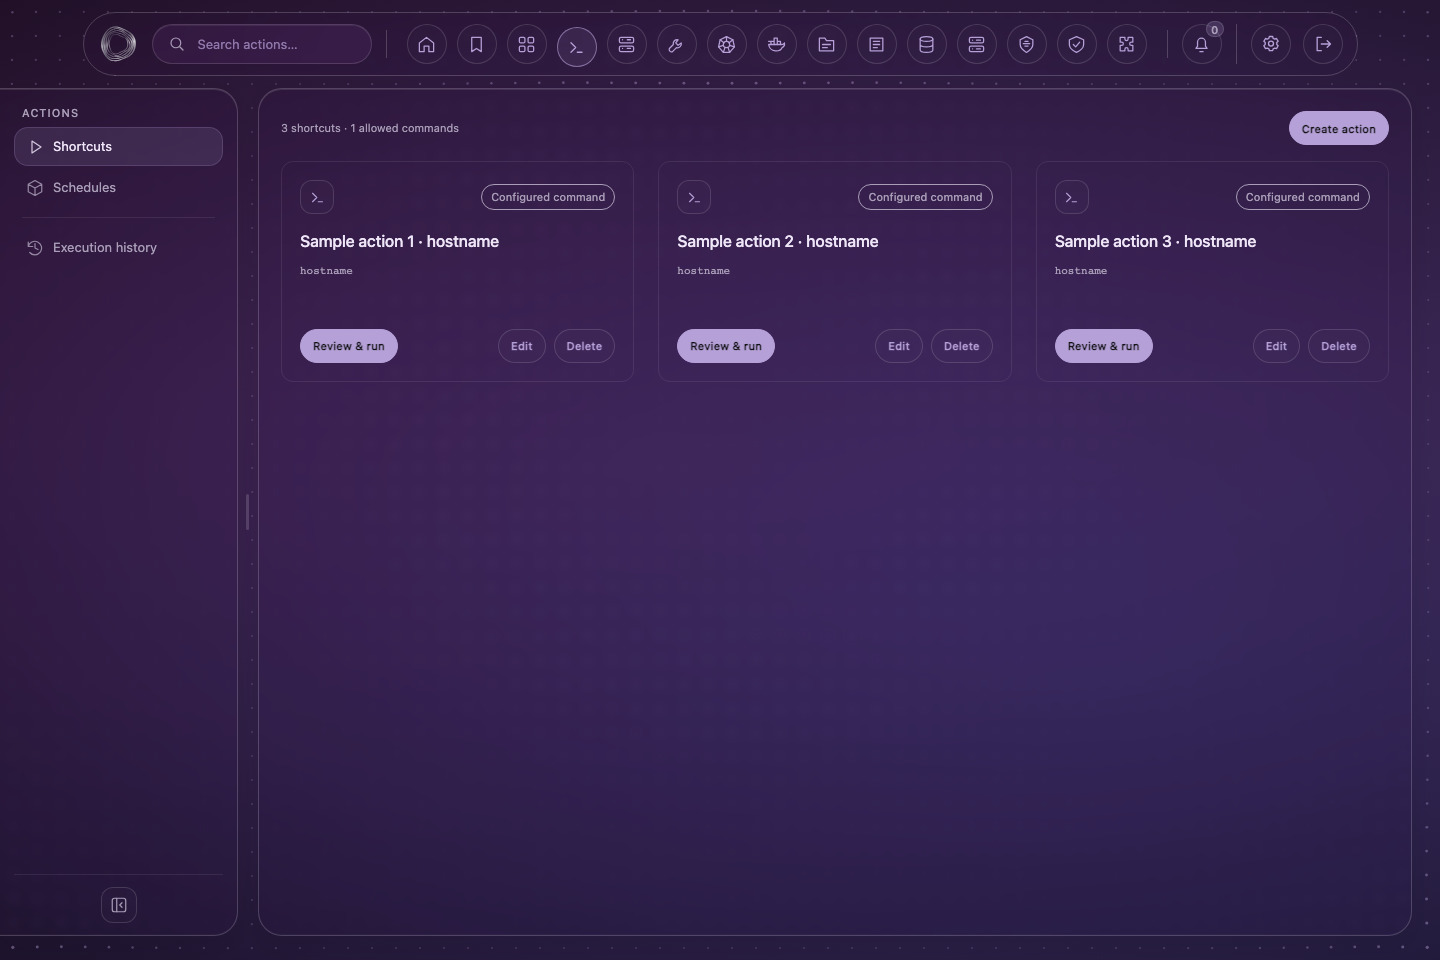 Search actions...
0
ACTIONS
Shortcuts
Schedules
Execution history
3 shortcuts · 1 allowed commands
Create action
Configured command
Sample action 1 · hostname
hostname
Review & run
Edit
Delete
Configured command
Sample action 2 · hostname
hostname
Review & run
Edit
Delete
Configured command
Sample action 3 · hostname
hostname
Review & run
Edit
Delete